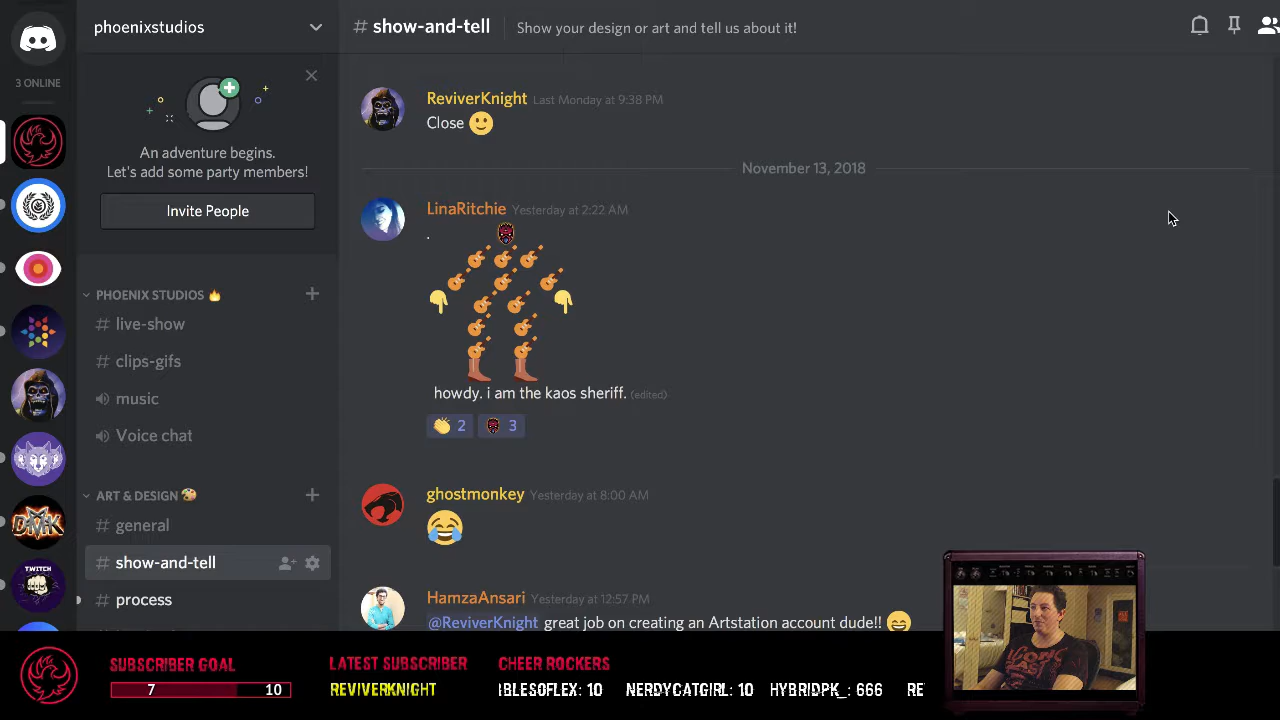 phoenixstudios
# show-and-tell
Show your design or art and tell us about it!
3 ONLINE
An adventure begins.
Let's add some party members!
Invite People
PHOENIX STUDIOS
# live-show
# clips-gifs
music
Voice chat
ART & DESIGN
# general
# show-and-tell
# process
TWITCH
ReviverKnight Last Monday at 9:38 PM
Close
November 13, 2018
LinaRitchie Yesterday at 2:22 AM
.
howdy. i am the kaos sheriff. (edited)
2
3
ghostmonkey Yesterday at 8:00 AM
HamzaAnsari Yesterday at 12:57 PM
@ReviverKnight great job on creating an Artstation account dude!!
SUBSCRIBER GOAL
7
10
LATEST SUBSCRIBER
REVIVERKNIGHT
CHEER ROCKERS
IBLESOFLEX: 10 NERDYCATGIRL: 10 HYBRIDPK_: 666 RE